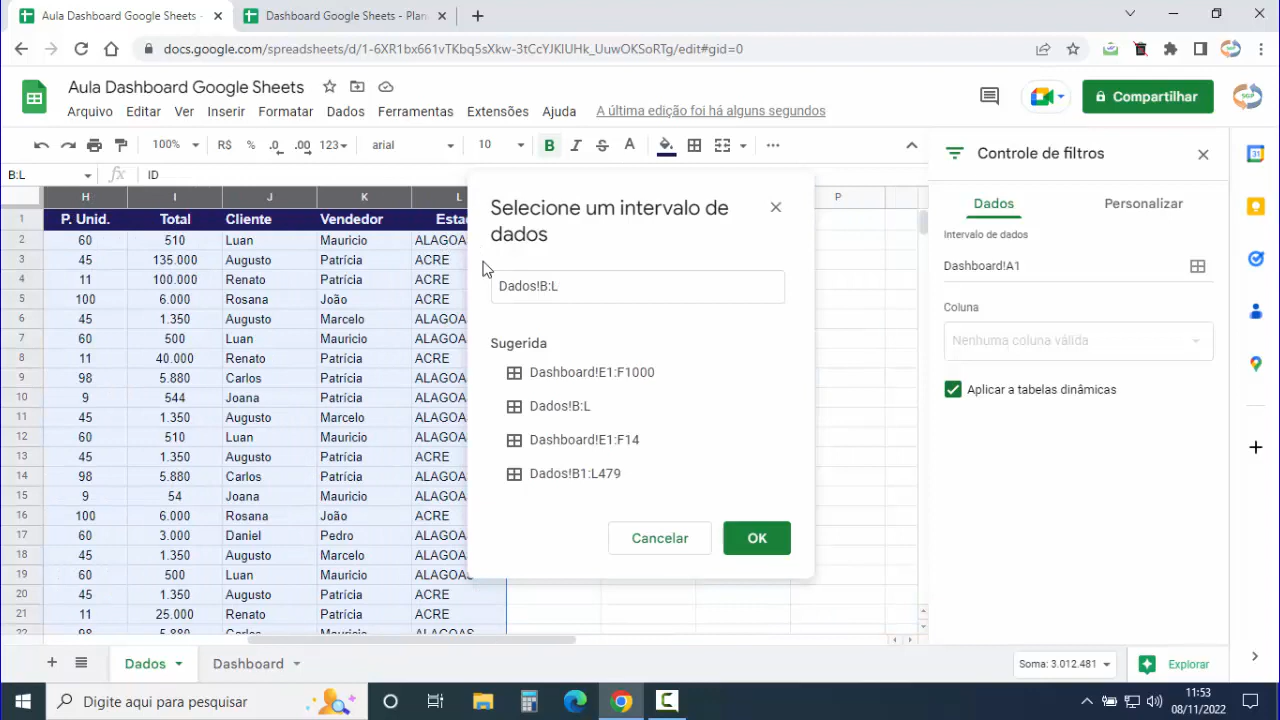 Aula Dashboard Google Sheets -
Dashboard Google Sheets - Plan
docs.google.com/spreadsheets/d/1-6XR1bx661vTKbq5sXkw-3tCcYJKlUHk_UuwOKSoRTg/edit#gid=0
Aula Dashboard Google Sheets
Arquivo Editar Ver Inserir Formatar Dados Ferramentas Extensões Ajuda A última edição foi há alguns segundos
Compartilhar
100% R$ % .0 .00 123 arial 10 B I S A
B:L fx ID
H I J K L P
1 P. Unid. Total Cliente Vendedor Estad
2 60 510 Luan Mauricio ALAGOAS
3 45 135.000 Augusto Patrícia ACRE
4 11 100.000 Renato Patrícia ACRE
5 100 6.000 Rosana João ACRE
6 45 1.350 Augusto Marcelo ALAGOA
7 60 500 Luan Mauricio ALAGOA
8 11 40.000 Renato Patrícia ACRE
9 98 5.880 Carlos Patrícia ALAGOA
10 9 544 Joana Patrícia ALAGOA
11 45 1.350 Augusto Marcelo ALAGOA
12 60 510 Luan Mauricio ALAGOA
13 45 1.350 Augusto Patrícia ACRE
14 98 5.880 Carlos Patrícia ALAGOA
15 9 54 Joana Mauricio ALAGOA
16 100 6.000 Rosana João ACRE
17 60 3.000 Daniel Pedro ALAGOA
18 45 1.350 Augusto Marcelo ALAGOA
19 60 500 Luan Mauricio ALAGOAS
20 45 1.350 Augusto Patrícia ACRE
21 11 25.000 Renato Patrícia ACRE
22 98 5.880 Carlos Mauricio ALAGOAS
Selecione um intervalo de
dados
Dados!B:L
Sugerida
Dashboard!E1:F1000
Dados!B:L
Dashboard!E1:F14
Dados!B1:L479
Cancelar OK
Controle de filtros
Dados Personalizar
Intervalo de dados
Dashboard!A1
Coluna
Nenhuma coluna válida
Aplicar a tabelas dinâmicas
Dados Dashboard Soma: 3.012.481 Explorar
Digite aqui para pesquisar
11:53
08/11/2022